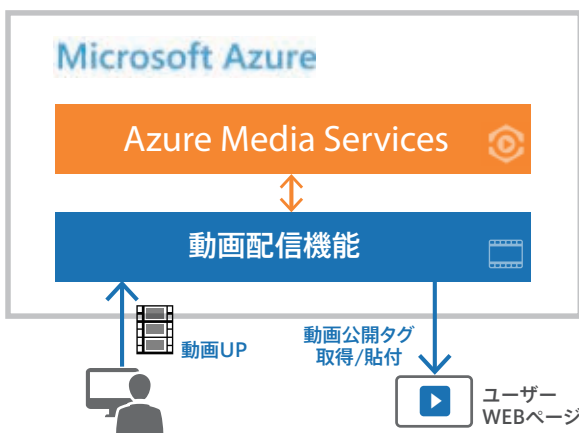 Microsoft Azure
Azure Media Services
動画配信機能
動画UP
動画公開タグ
取得/貼付
ユーザー
WEBページ